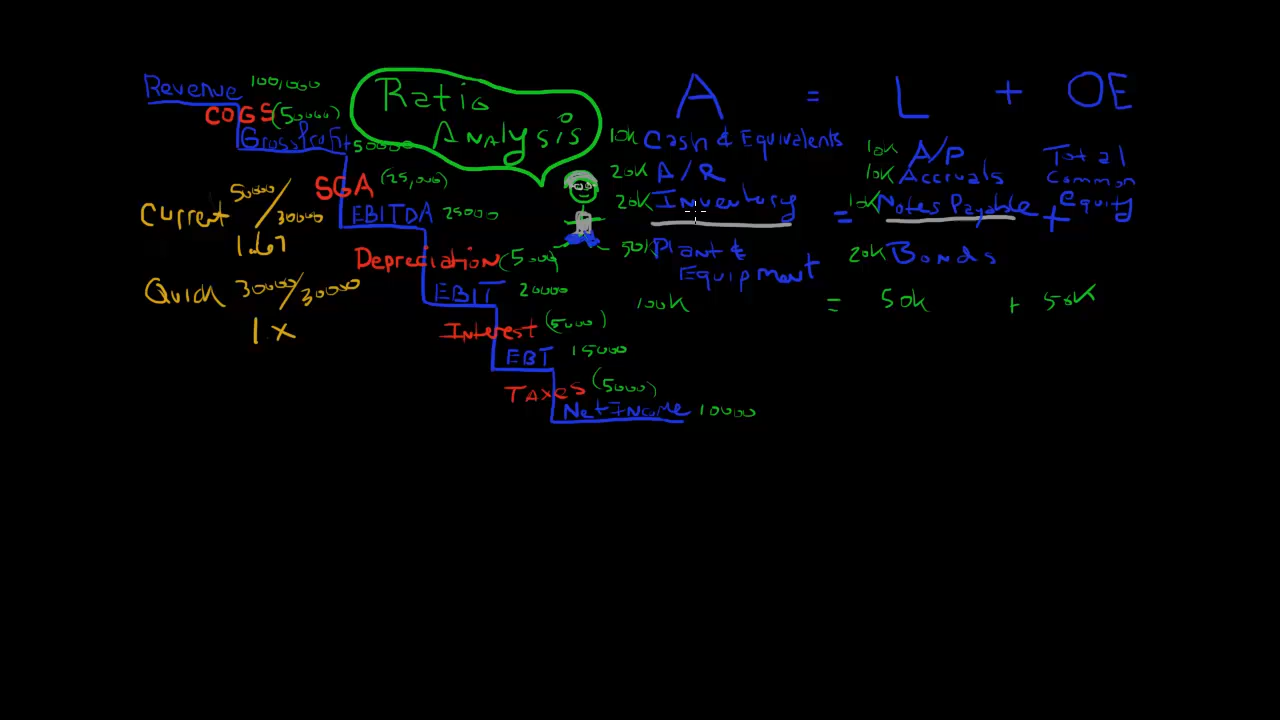 Revenue 100,000
COGS (50000)
Gross Profit + 50000
SGA (25,000)
EBITDA 25000
Depreciation (5000)
EBIT 20000
Interest (5000)
EBT 15000
Taxes (5000)
Net Income 10000
Current 50000/30000
1.67
Quick 30000/30000
1 x
Ratio
Analysis
A = L + OE
10k Cash & Equivalents
20k A/R
20k Inventory
50k Plant &
Equipment
100k
=
10k A/P
10k Accruals
10k Notes Payable
20k Bonds
= 50k
+
Total
Common
Equity
+ 50k